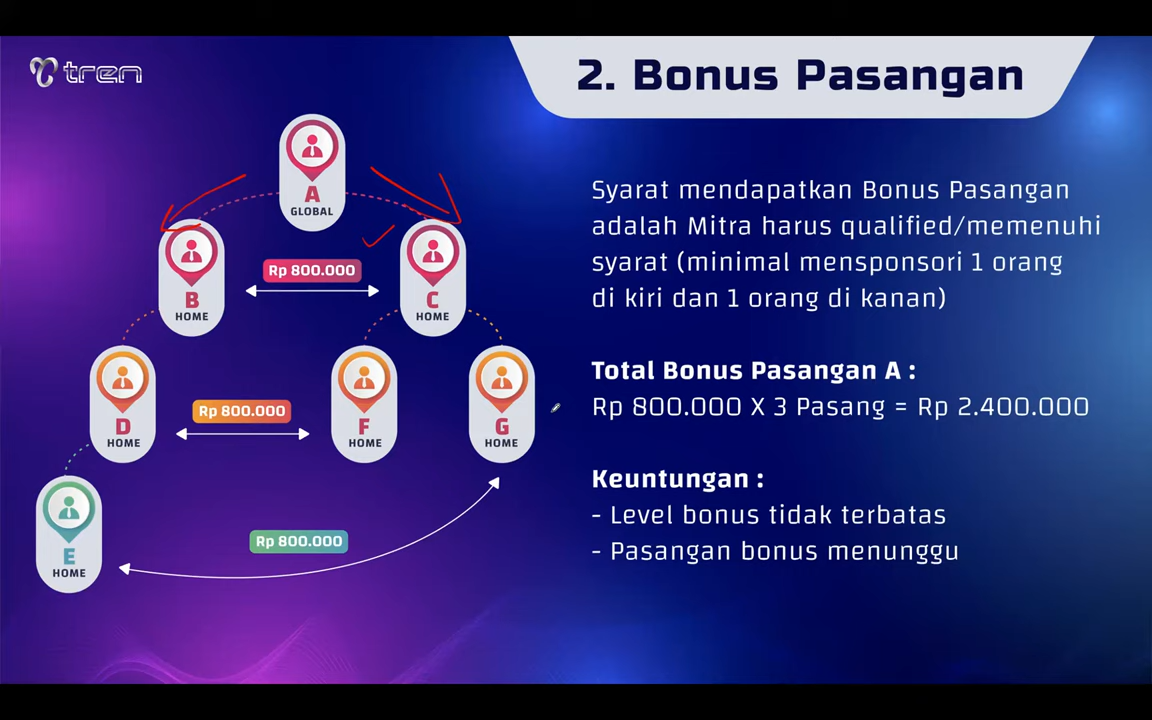 tren
2. Bonus Pasangan
A
GLOBAL
B
HOME
Rp 800.000
C
HOME
D
HOME
Rp 800.000
F
HOME
G
HOME
E
HOME
Rp 800.000
Syarat mendapatkan Bonus Pasangan
adalah Mitra harus qualified/memenuhi
syarat (minimal mensponsori 1 orang
di kiri dan 1 orang di kanan)
Total Bonus Pasangan A :
Rp 800.000 X 3 Pasang = Rp 2.400.000
Keuntungan :
- Level bonus tidak terbatas
- Pasangan bonus menunggu